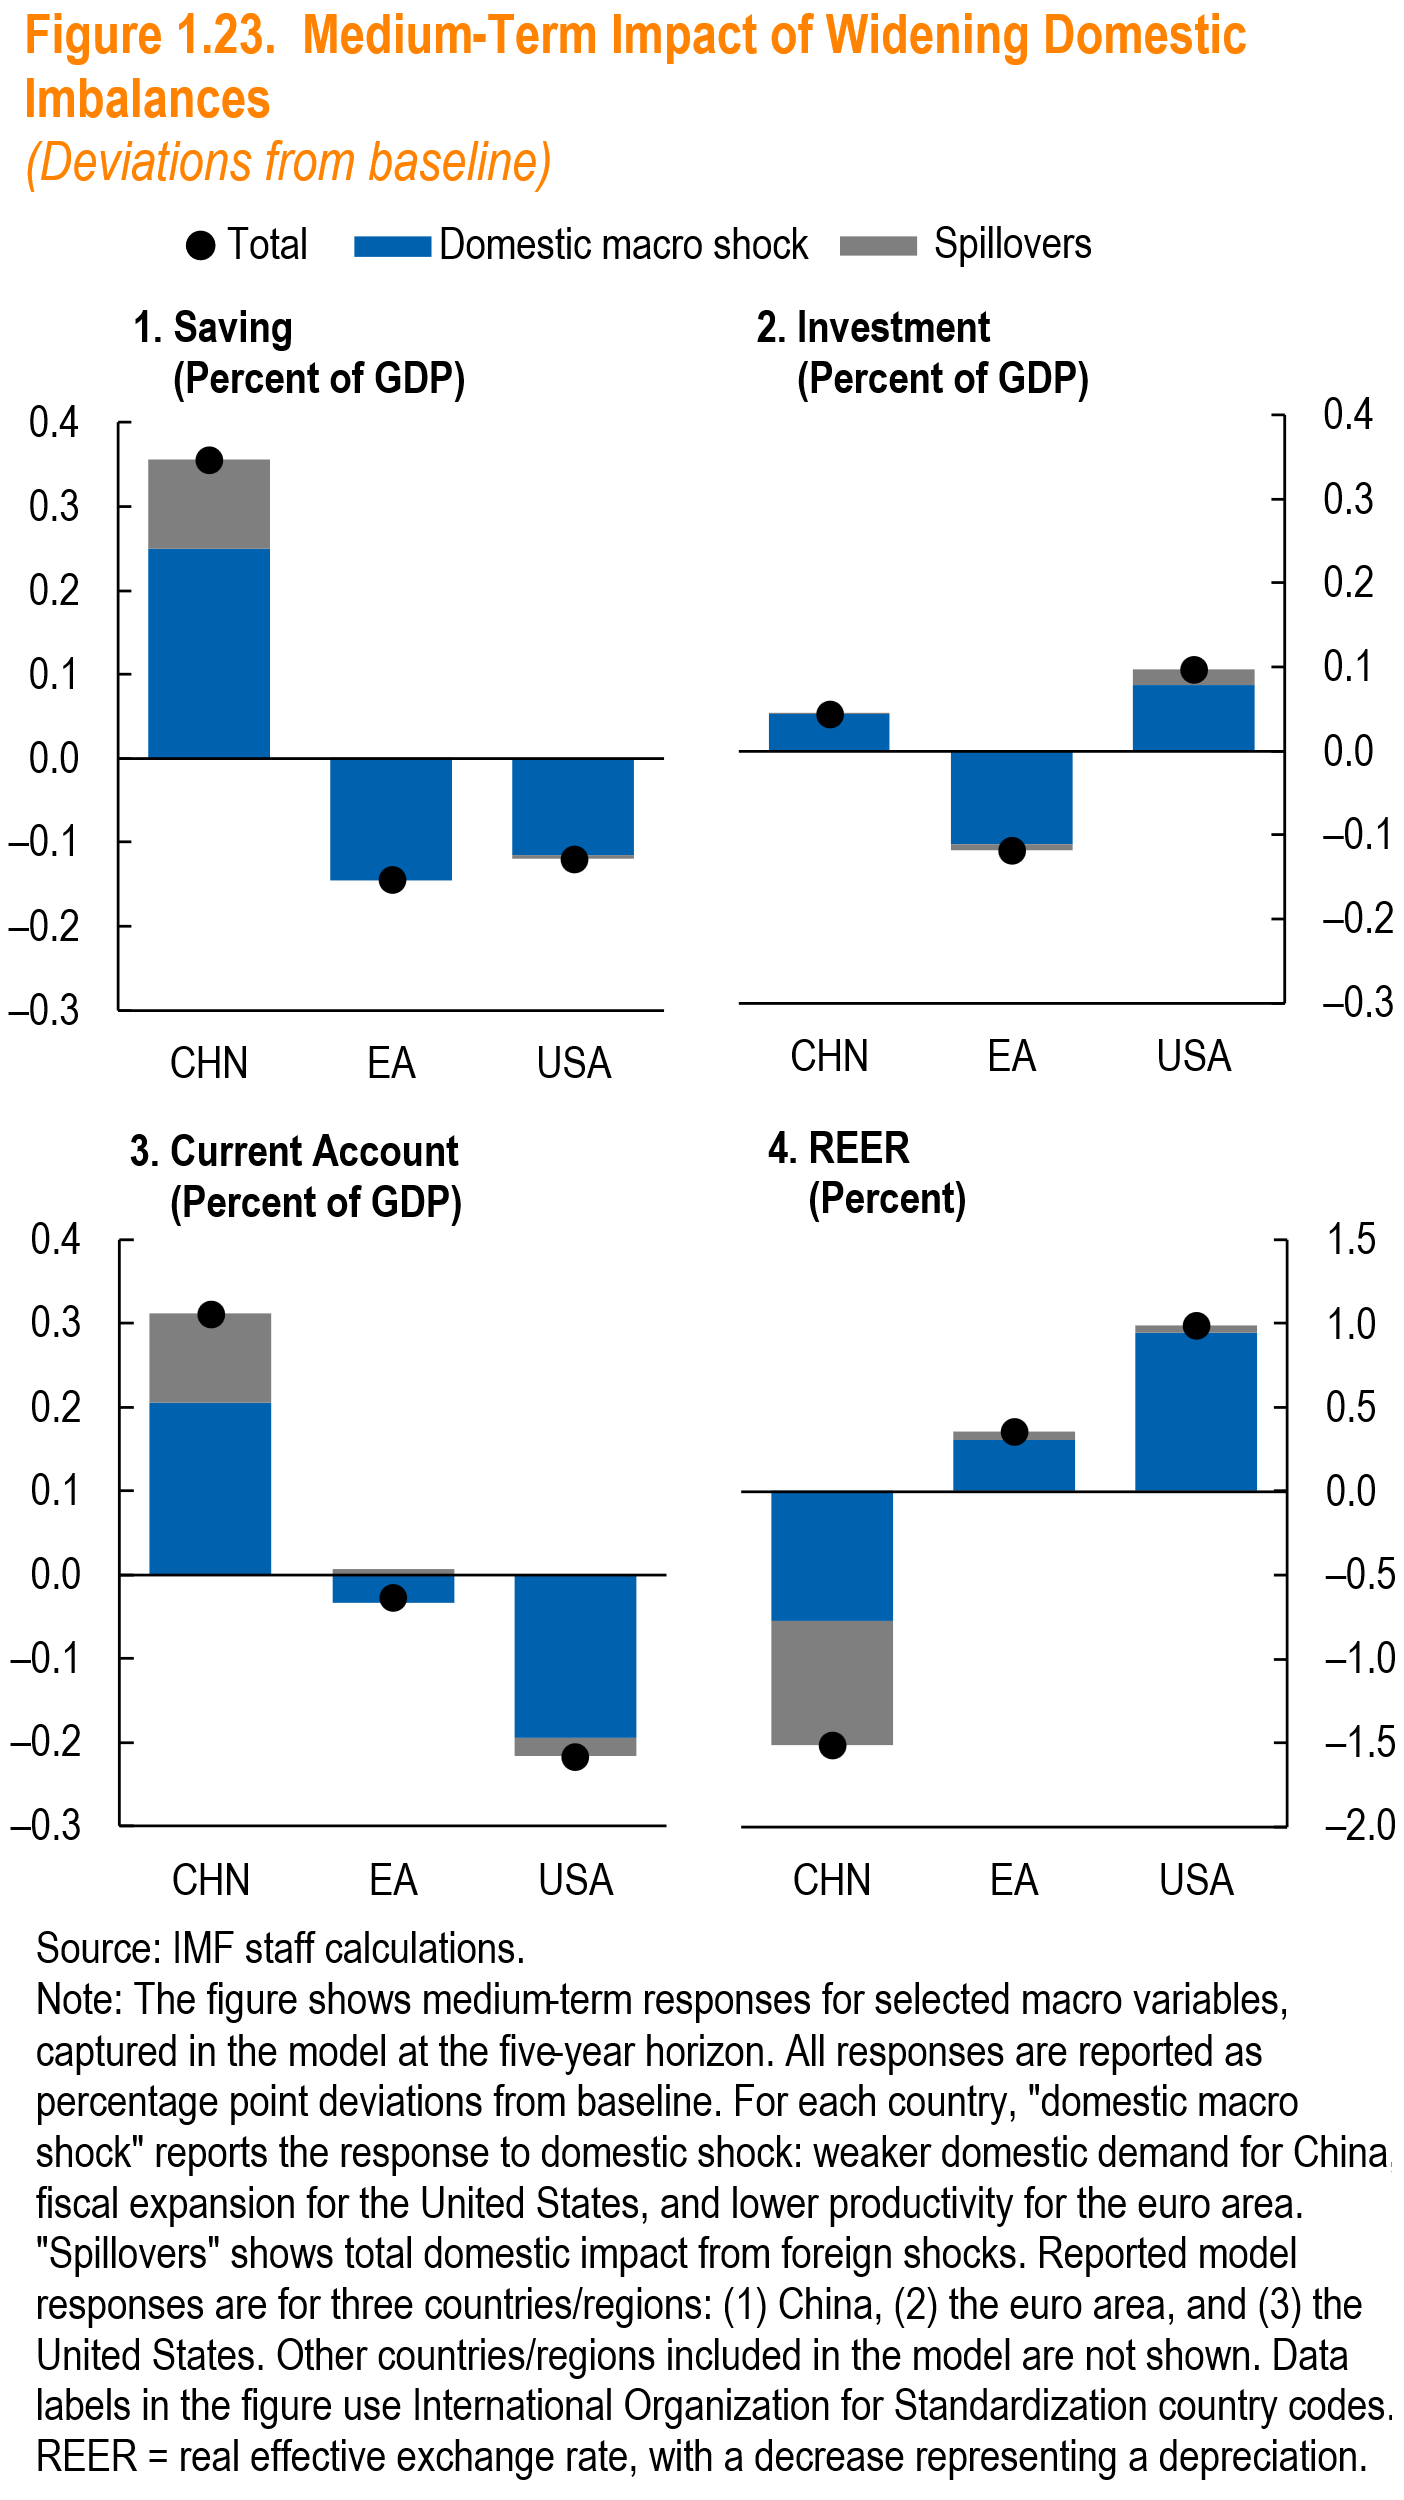 Figure 1.23.  Medium-Term Impact of Widening Domestic
Imbalances
(Deviations from baseline)
Total
Domestic macro shock
Spillovers
1. Saving
(Percent of GDP)
0.4
0.3
0.2
0.1
0.0
–0.1
–0.2
–0.3
CHN
EA
USA
2. Investment
(Percent of GDP)
0.4
0.3
0.2
0.1
0.0
–0.1
–0.2
–0.3
CHN
EA
USA
3. Current Account
(Percent of GDP)
0.4
0.3
0.2
0.1
0.0
–0.1
–0.2
–0.3
CHN
EA
USA
4. REER
(Percent)
1.5
1.0
0.5
0.0
–0.5
–1.0
–1.5
–2.0
CHN
EA
USA
Source: IMF staff calculations.
Note: The figure shows medium-term responses for selected macro variables,
captured in the model at the five-year horizon. All responses are reported as
percentage point deviations from baseline. For each country, "domestic macro
shock" reports the response to domestic shock: weaker domestic demand for China,
fiscal expansion for the United States, and lower productivity for the euro area.
"Spillovers" shows total domestic impact from foreign shocks. Reported model
responses are for three countries/regions: (1) China, (2) the euro area, and (3) the
United States. Other countries/regions included in the model are not shown. Data
labels in the figure use International Organization for Standardization country codes.
REER = real effective exchange rate, with a decrease representing a depreciation.